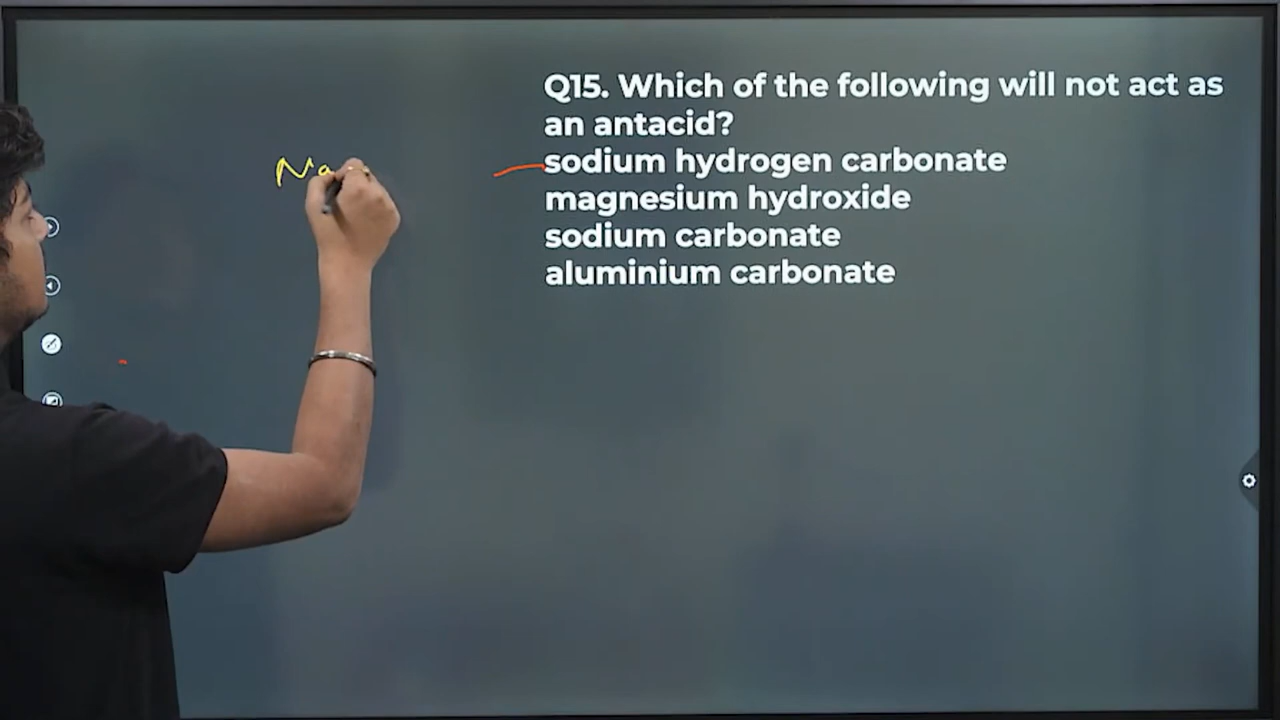 Q15. Which of the following will not act as
an antacid?
sodium hydrogen carbonate
magnesium hydroxide
sodium carbonate
aluminium carbonate
Na